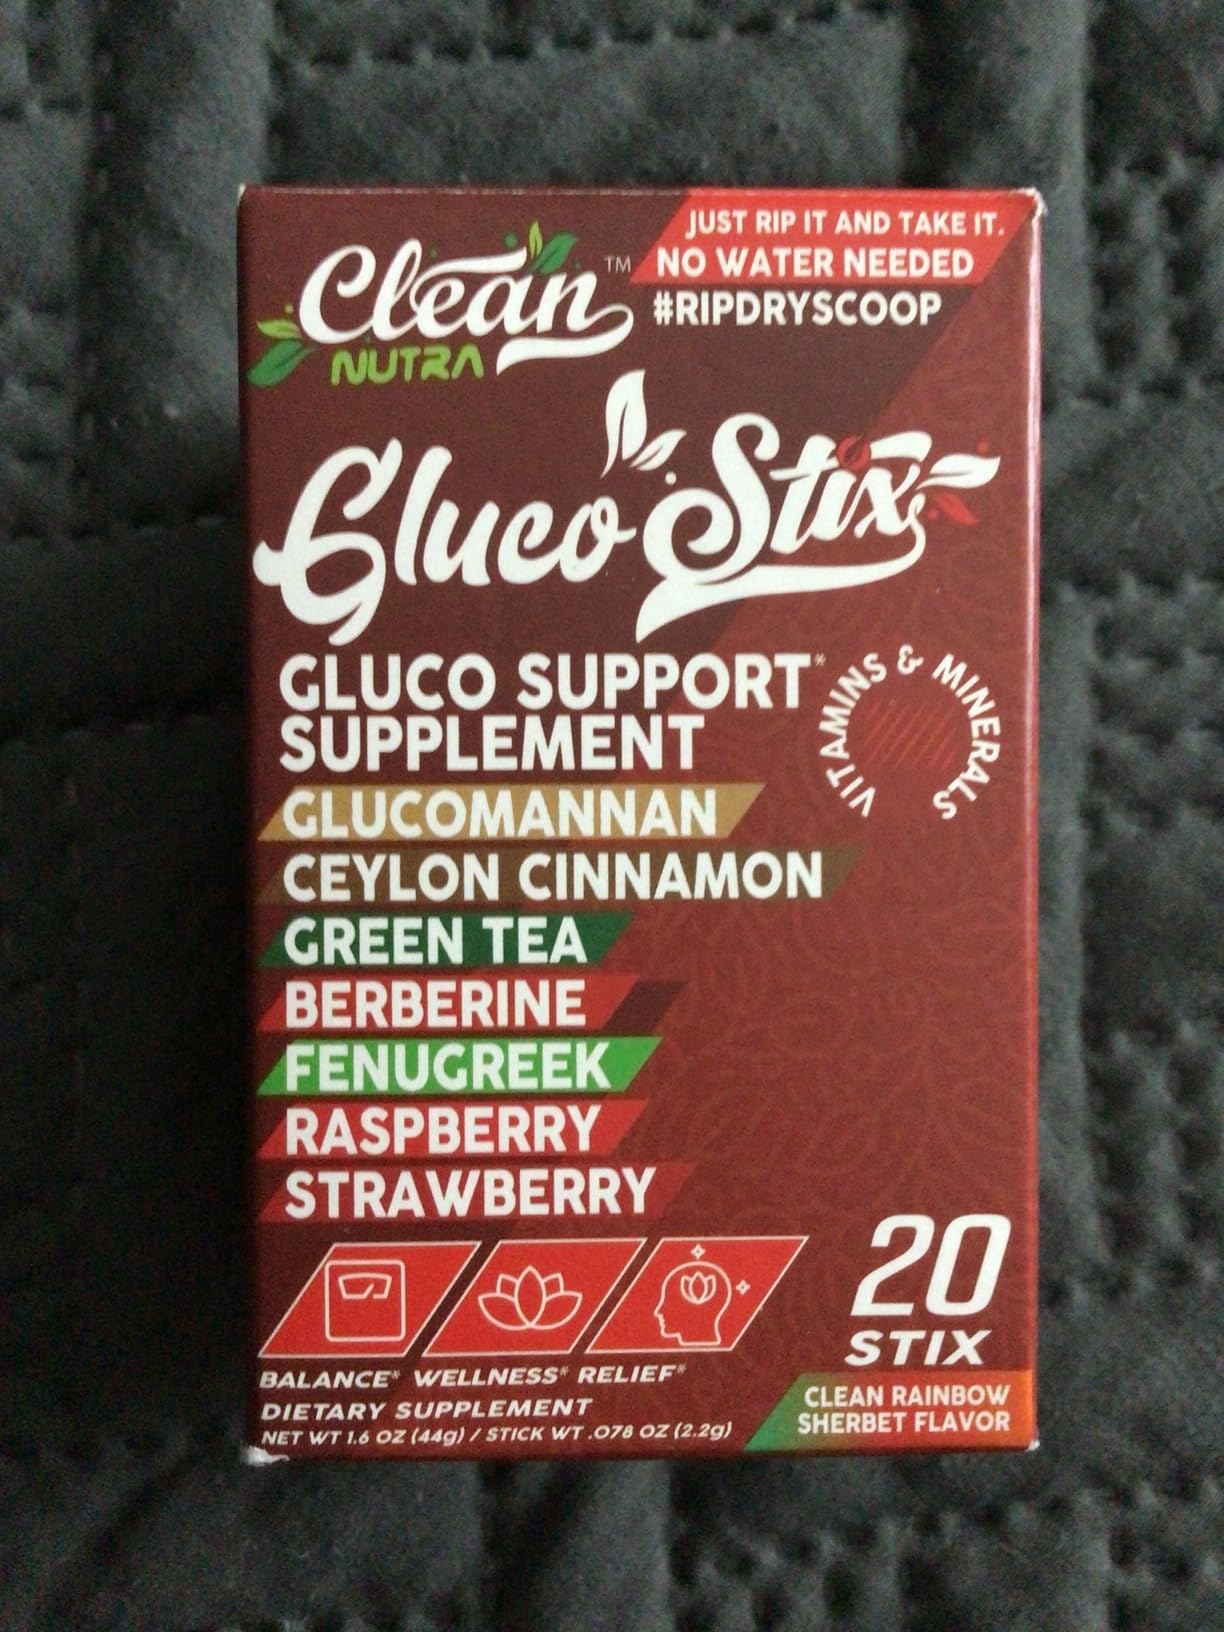 Clean™
NUTRA
JUST RIP IT AND TAKE IT.
NO WATER NEEDED
#RIPDRYSCOOP
Gluco Stix
GLUCO SUPPORT*
SUPPLEMENT
VITAMINS & MINERALS
GLUCOMANNAN
CEYLON CINNAMON
GREEN TEA
BERBERINE
FENUGREEK
RASPBERRY
STRAWBERRY
BALANCE* WELLNESS* RELIEF*
DIETARY SUPPLEMENT
NET WT 1.6 OZ (44g) / STICK WT .078 OZ (2.2g)
20
STIX
CLEAN RAINBOW
SHERBET FLAVOR